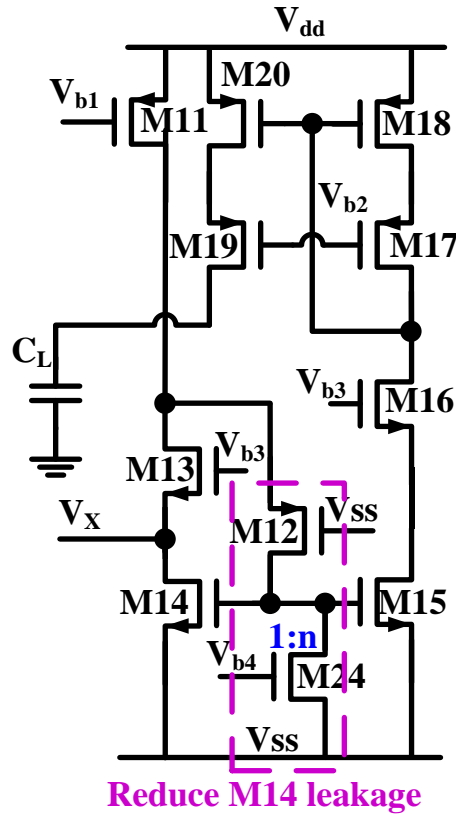 Vdd
M20
Vb1
M11
M18
Vb2
M19
M17
CL
Vb3
M16
M13
Vb3
VX
M12
Vss
M14
M15
1:n
Vb4
M24
Vss
Reduce M14 leakage